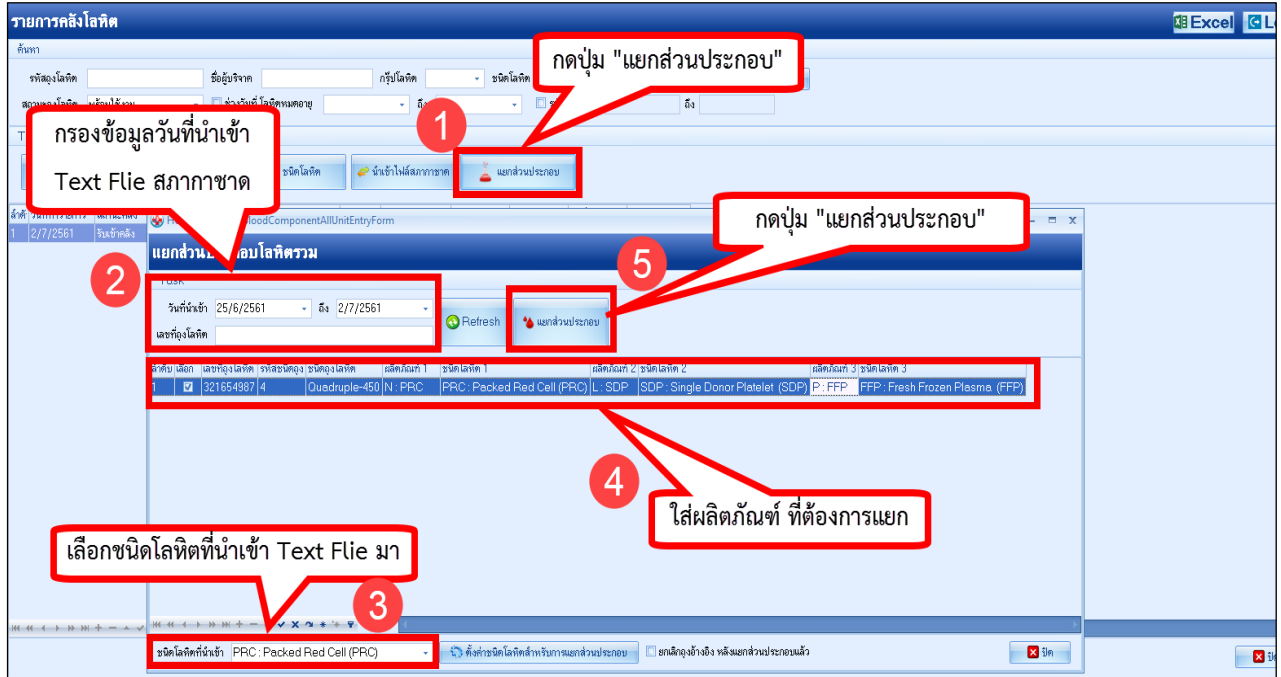 รายการคลังโลหิต
Excel
ค้นหา
รหัสถุงโลหิต ชื่อผู้บริจาค กรุ๊ปโลหิต ชนิดโลหิต
ช่วงวันที่ โลหิตหมดอายุ ถึง
กดปุ่ม "แยกส่วนประกอบ"
1
กรองข้อมูลวันที่นำเข้า
Text Flie สภากาชาด
ชนิดโลหิต นำเข้าไฟล์สภากาชาด แยกส่วนประกอบ
ลำดั
1 2/7/2561 รับเข้าคลัง
oodComponentAllUnitEntryForm
แยกส่วน อบโลหิตรวม
กดปุ่ม "แยกส่วนประกอบ"
2
5
วันที่นำเข้า 25/6/2561 ถึง 2/7/2561
เลขที่ถุงโลหิต
Refresh แยกส่วนประกอบ
ลำดับ เลือก เลขที่ถุงโลหิต รหัสชนิดถุง ชนิดถุงโลหิต ผลิตภัณฑ์ 1 ชนิดโลหิต 1 ผลิตภัณฑ์ 2 ชนิดโลหิต 2 ผลิตภัณฑ์ 3 ชนิดโลหิต 3
1 321654987 4 Quadruple-450 N : PRC PRC : Packed Red Cell (PRC) L : SDP SDP : Single Donor Platelet (SDP) P : FFP FFP : Fresh Frozen Plasma (FFP)
4
ใส่ผลิตภัณฑ์ ที่ต้องการแยก
เลือกชนิดโลหิตที่นำเข้า Text Flie มา
3
ชนิดโลหิตที่นำเข้า PRC : Packed Red Cell (PRC) ตั้งค่าชนิดโลหิตสำหรับการแยกส่วนประกอบ ยกเลิกถุงอ้างอิง หลังแยกส่วนประกอบแล้ว ปิด